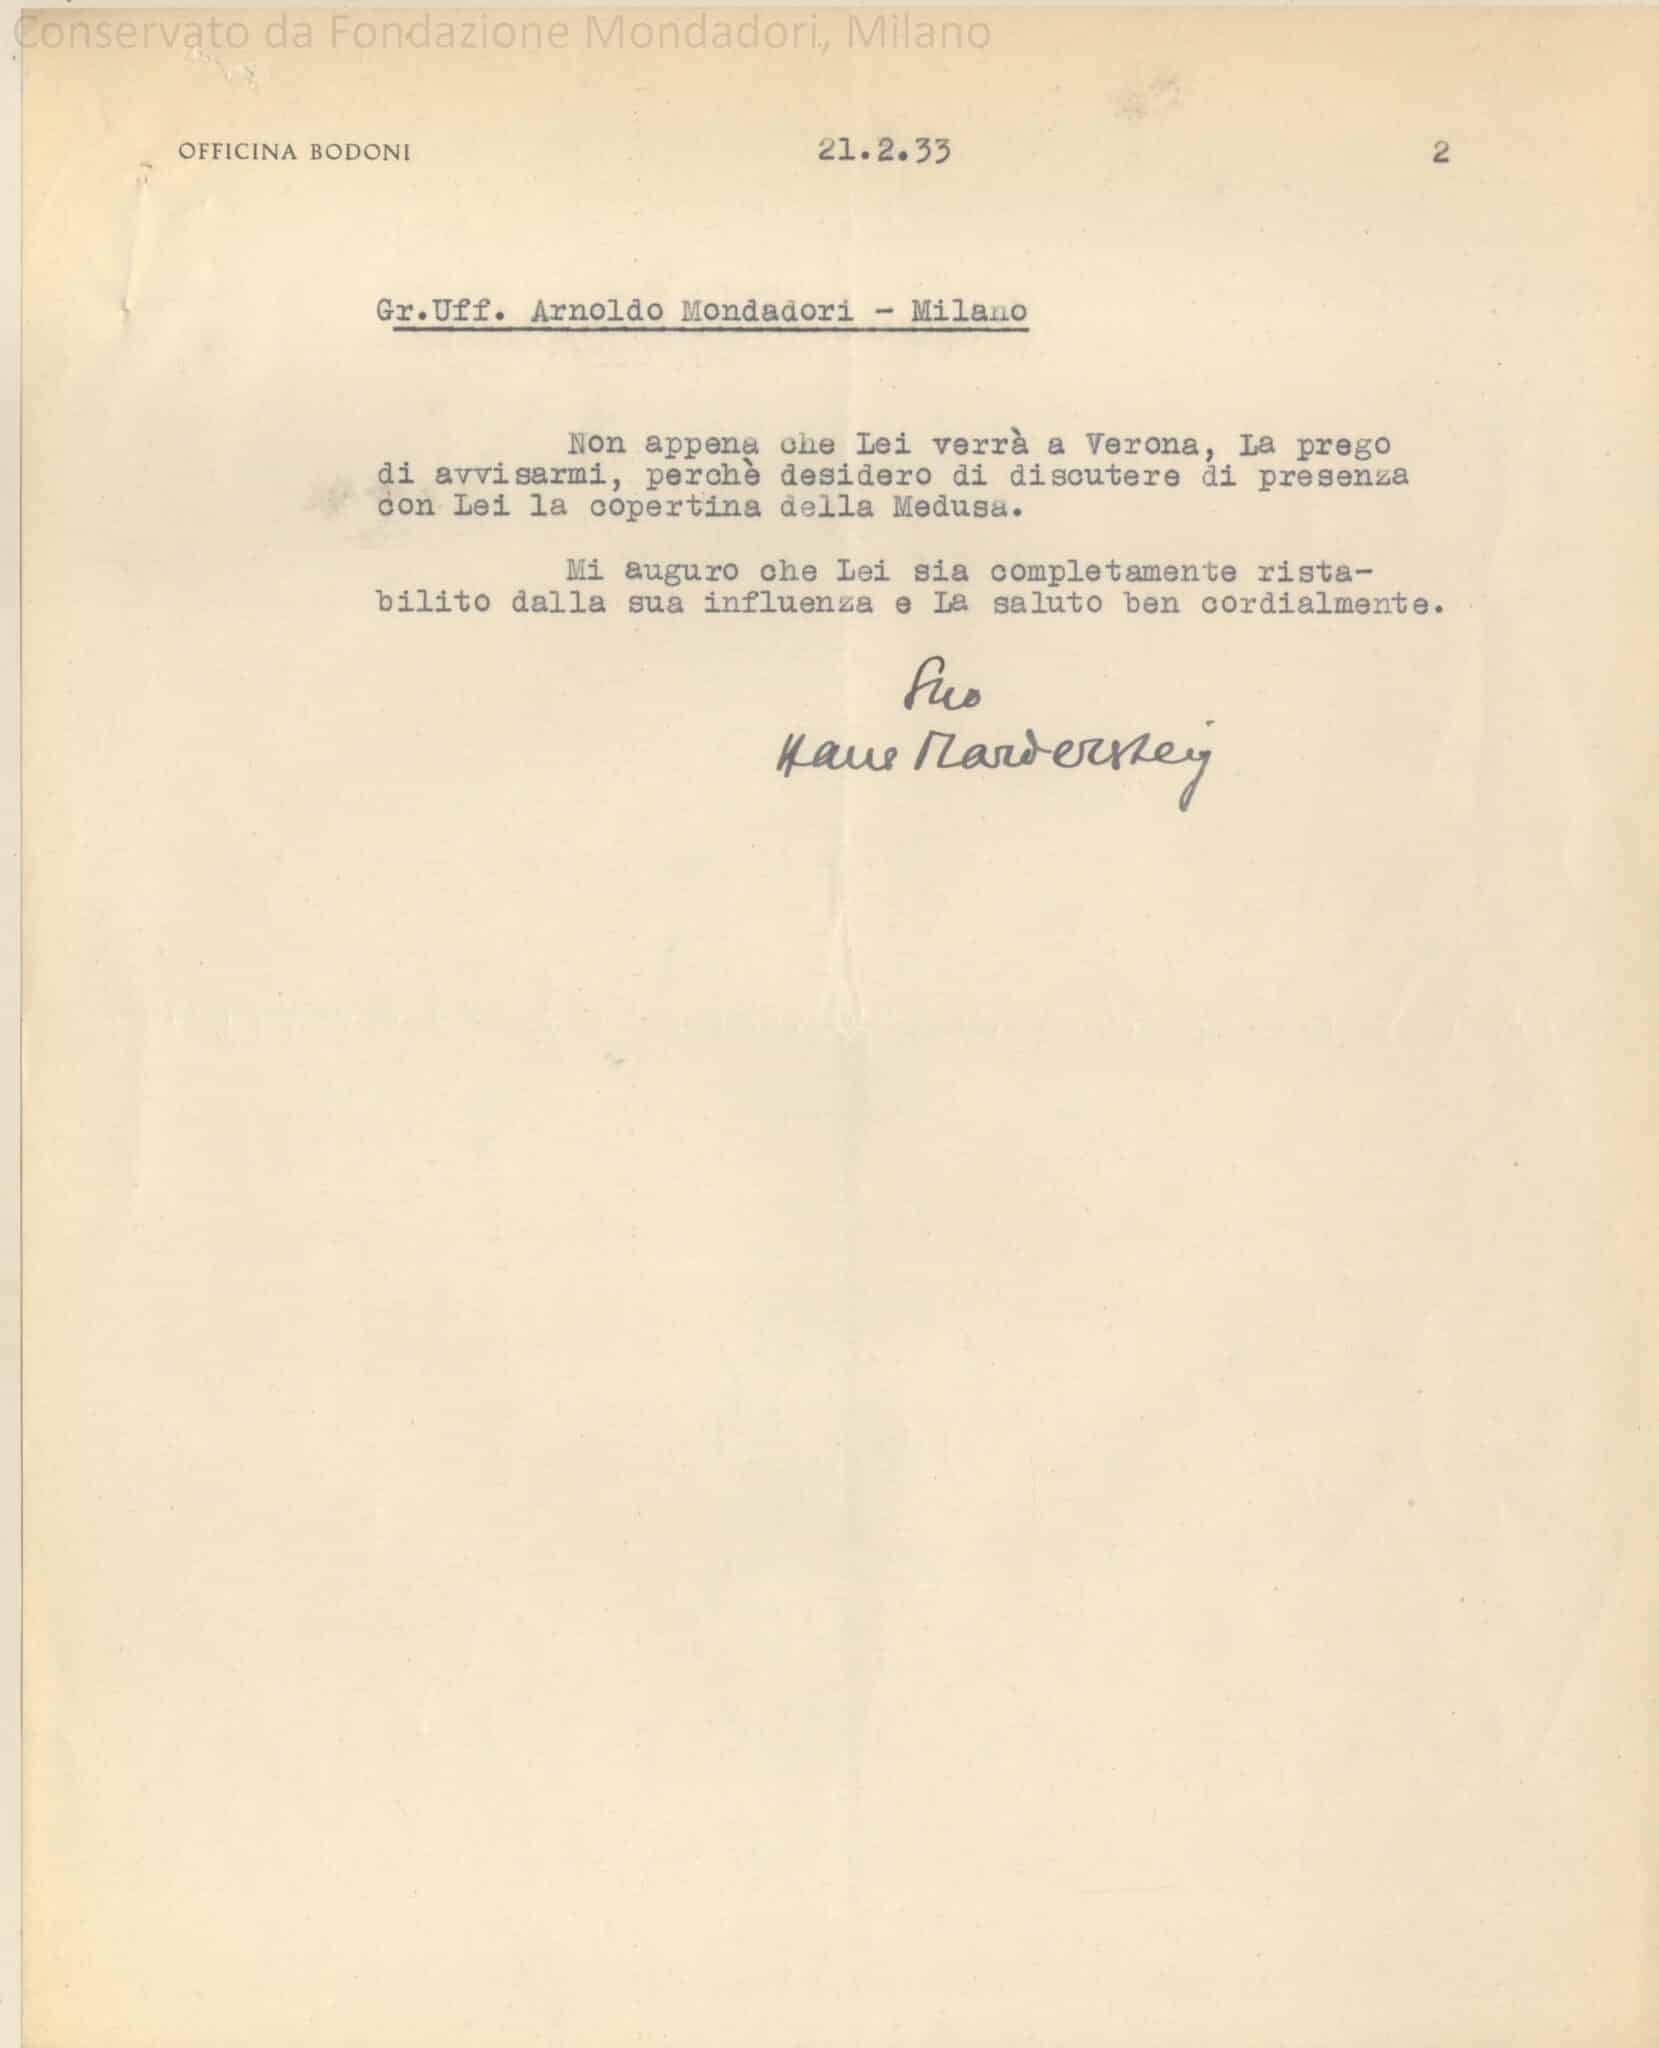 Conservato da Fondazione Mondadori, Milano
OFFICINA BODONI 21.2.33 2
Gr.Uff. Arnoldo Mondadori - Milano
Non appena che Lei verrà a Verona, La prego
di avvisarmi, perchè desidero di discutere di presenza
con Lei la copertina della Medusa.
Mi auguro che Lei sia completamente rista-
bilito dalla sua influenza e La saluto ben cordialmente.
Suo
Hans Mardersteig